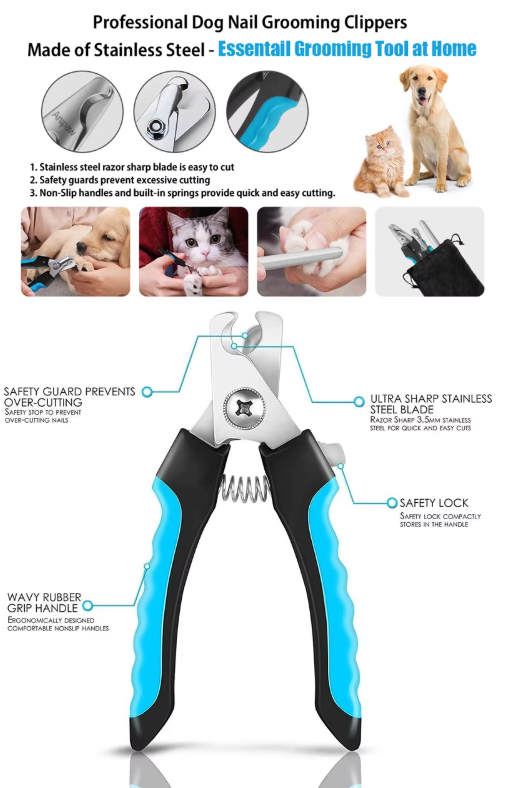 Professional Dog Nail Grooming Clippers
Made of Stainless Steel - Essentail Grooming Tool at Home
Anpaw
1. Stainless steel razor sharp blade is easy to cut
2. Safety guards prevent excessive cutting
3. Non-Slip handles and built-in springs provide quick and easy cutting.
SAFETY GUARD PREVENTS
OVER-CUTTING
SAFETY STOP TO PREVENT
OVER-CUTTING NAILS
ULTRA SHARP STAINLESS
STEEL BLADE
RAZOR SHARP 3.5MM STAINLESS
STEEL FOR QUICK AND EASY CUTS
SAFETY LOCK
SAFETY LOCK COMPACTLY
STORES IN THE HANDLE
WAVY RUBBER
GRIP HANDLE
ERGONOMICALLY DESIGNED
COMFORTABLE NONSLIP HANDLES